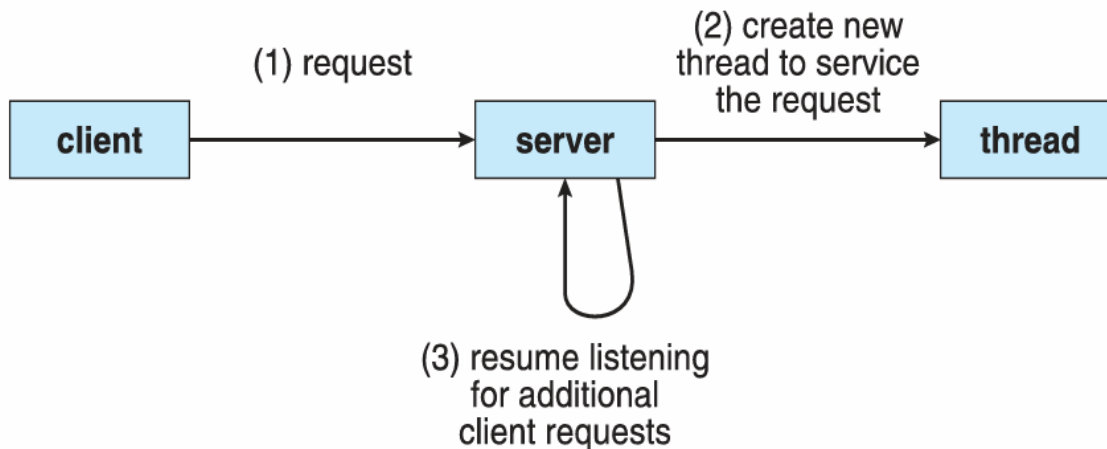 (1) request
(2) create new
thread to service
the request
client
server
thread
(3) resume listening
for additional
client requests